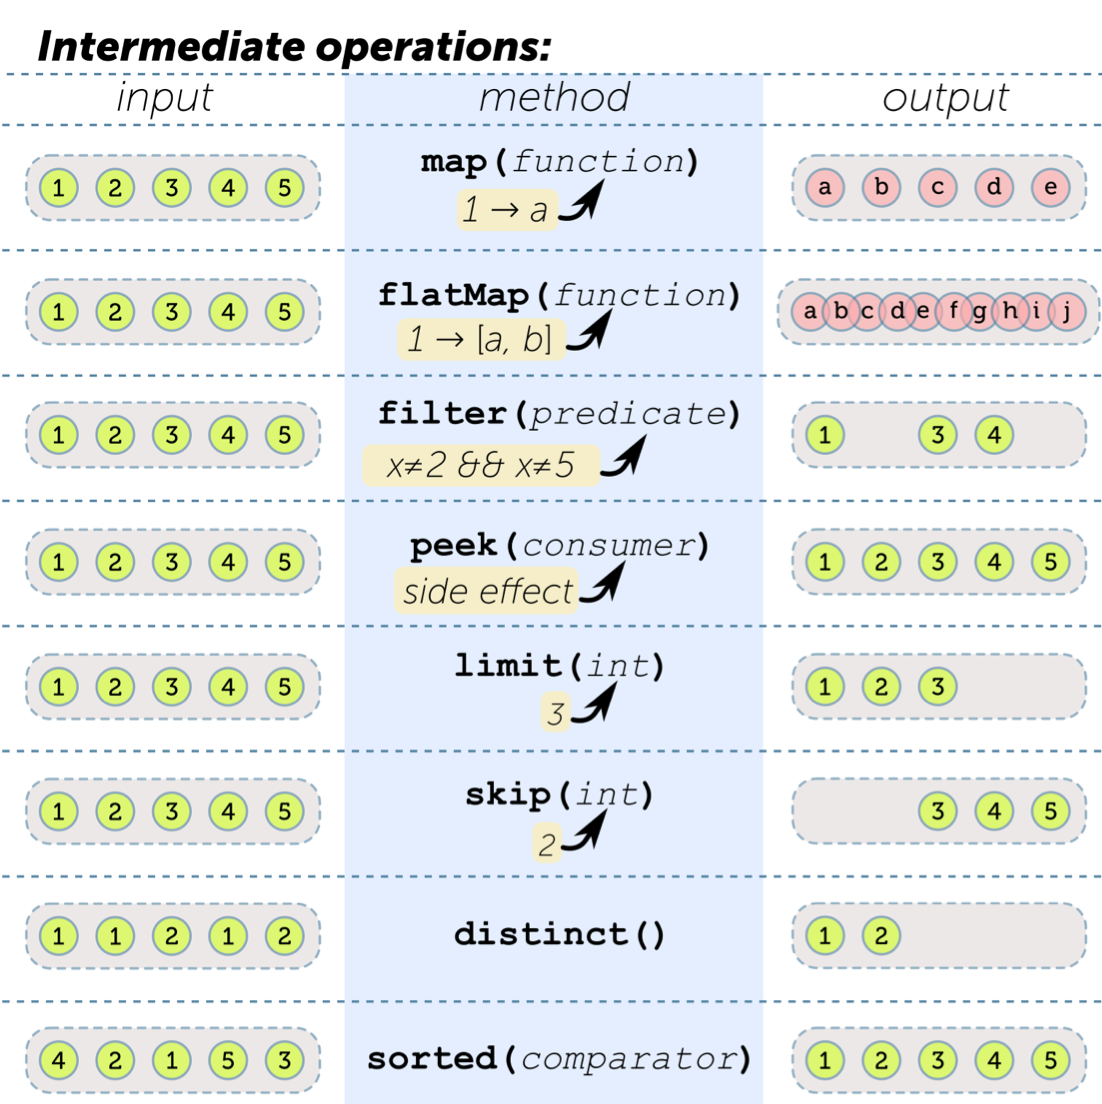 Intermediate operations:
input method output
1 2 3 4 5 map(function) a b c d e
1 → a
1 2 3 4 5 flatMap(function) a b c d e f g h i j
1 → [a, b]
1 2 3 4 5 filter(predicate) 1 3 4
x≠2 && x≠5
1 2 3 4 5 peek(consumer) 1 2 3 4 5
side effect
1 2 3 4 5 limit(int) 1 2 3
3
1 2 3 4 5 skip(int) 3 4 5
2
1 1 2 1 2 distinct() 1 2
4 2 1 5 3 sorted(comparator) 1 2 3 4 5